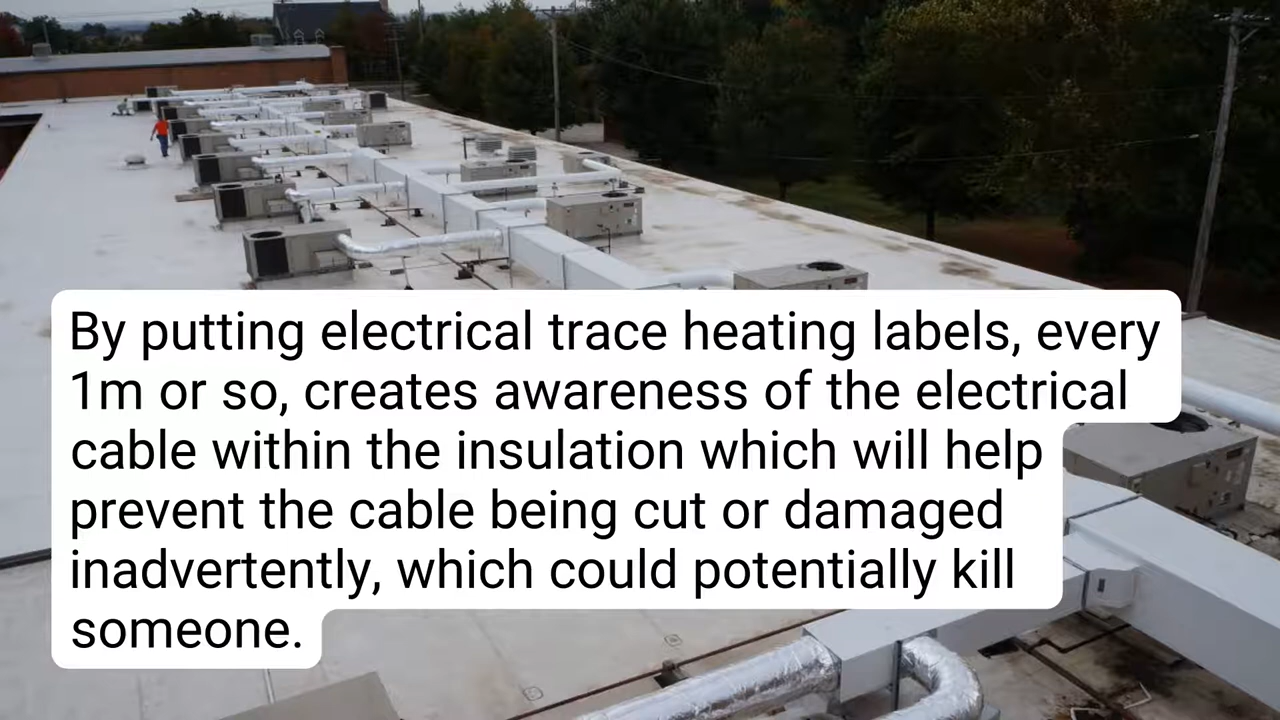 By putting electrical trace heating labels, every
1m or so, creates awareness of the electrical
cable within the insulation which will help
prevent the cable being cut or damaged
inadvertently, which could potentially kill
someone.